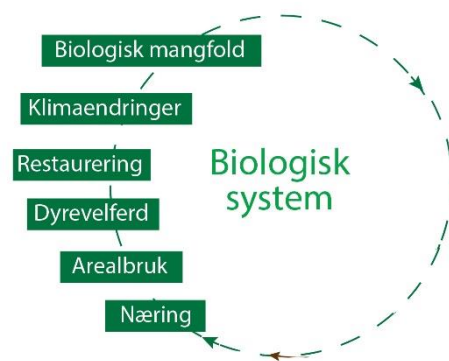 Biologisk mangfold
Klimaendringer
Restaurering
Dyrevelferd
Arealbruk
Næring
Biologisk
system